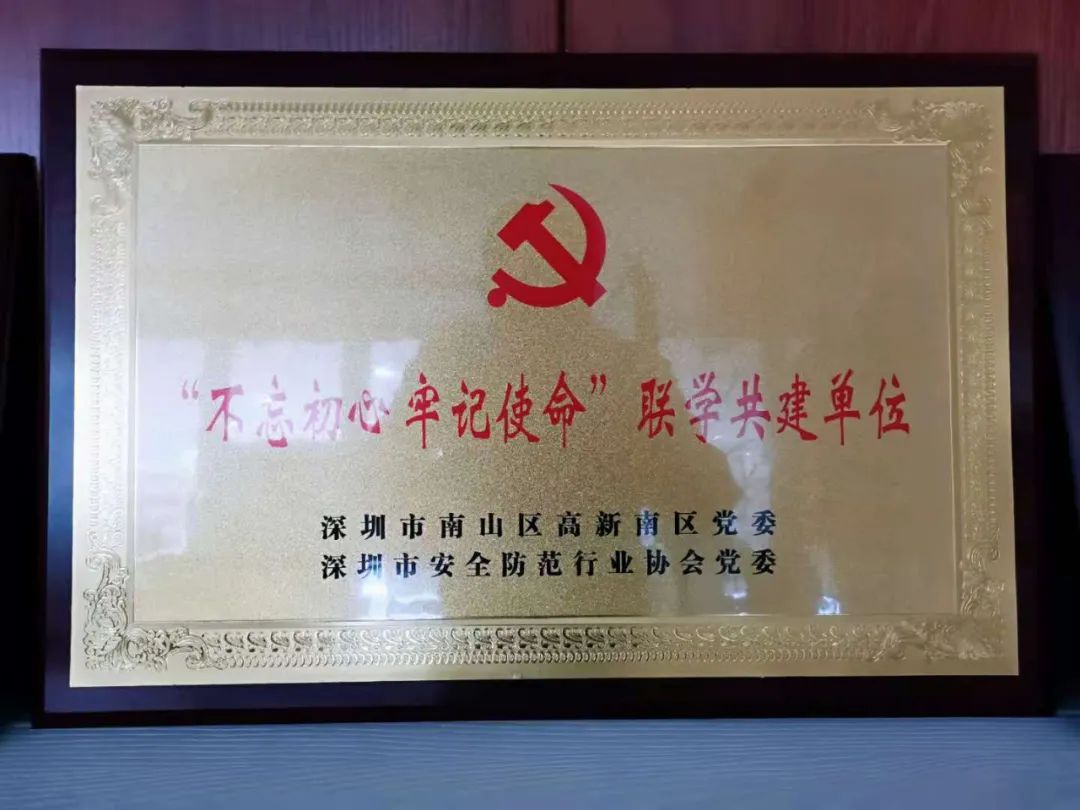 “不忘初心 牢记使命”联学共建单位
深圳市南山区高新南区党委
深圳市安全防范行业协会党委